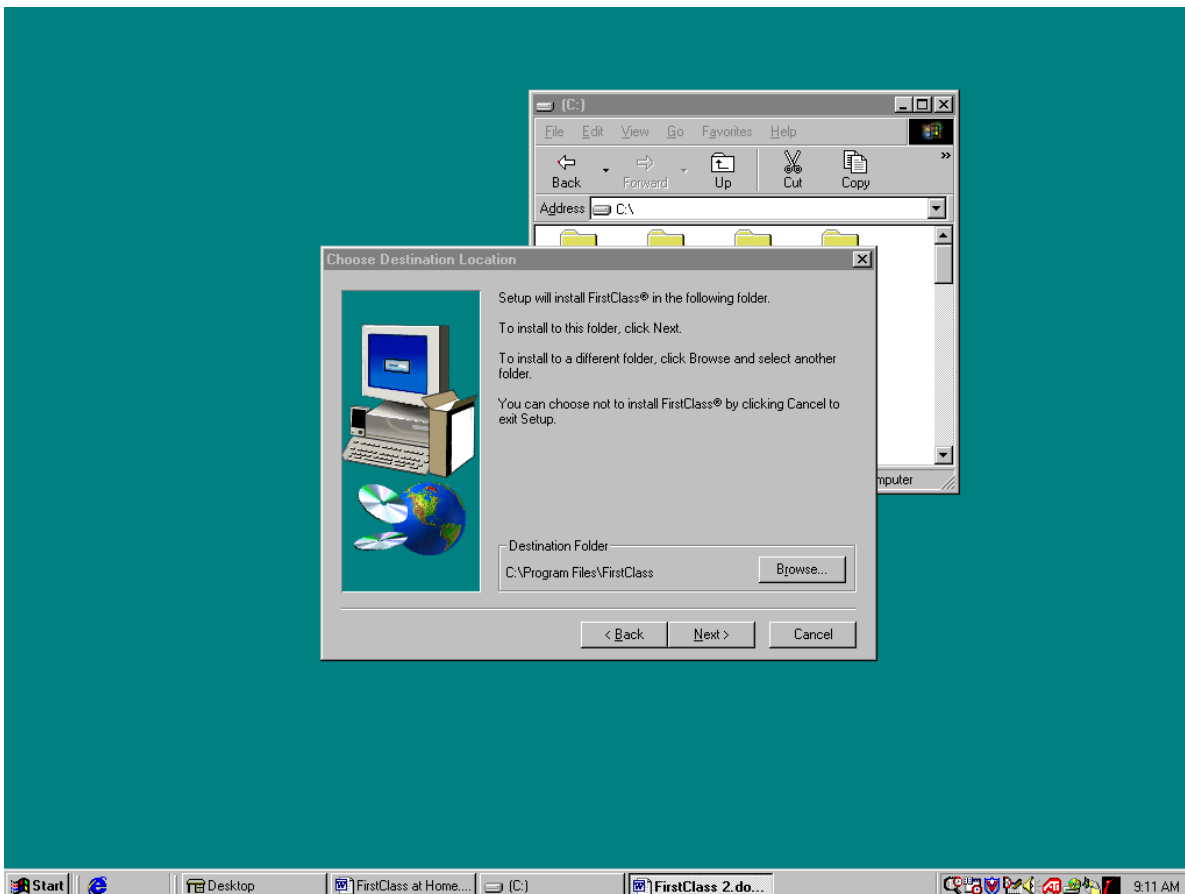 (C:)
File Edit View Go Favorites Help
Back Forward Up Cut Copy »
Address C:\
Choose Destination Location
Setup will install FirstClass® in the following folder.
To install to this folder, click Next.
To install to a different folder, click Browse and select another
folder.
You can choose not to install FirstClass® by clicking Cancel to
exit Setup.
mputer
Destination Folder
C:\Program Files\FirstClass Browse...
< Back Next > Cancel
Start Desktop FirstClass at Home.... (C:) FirstClass 2.do... 9:11 AM